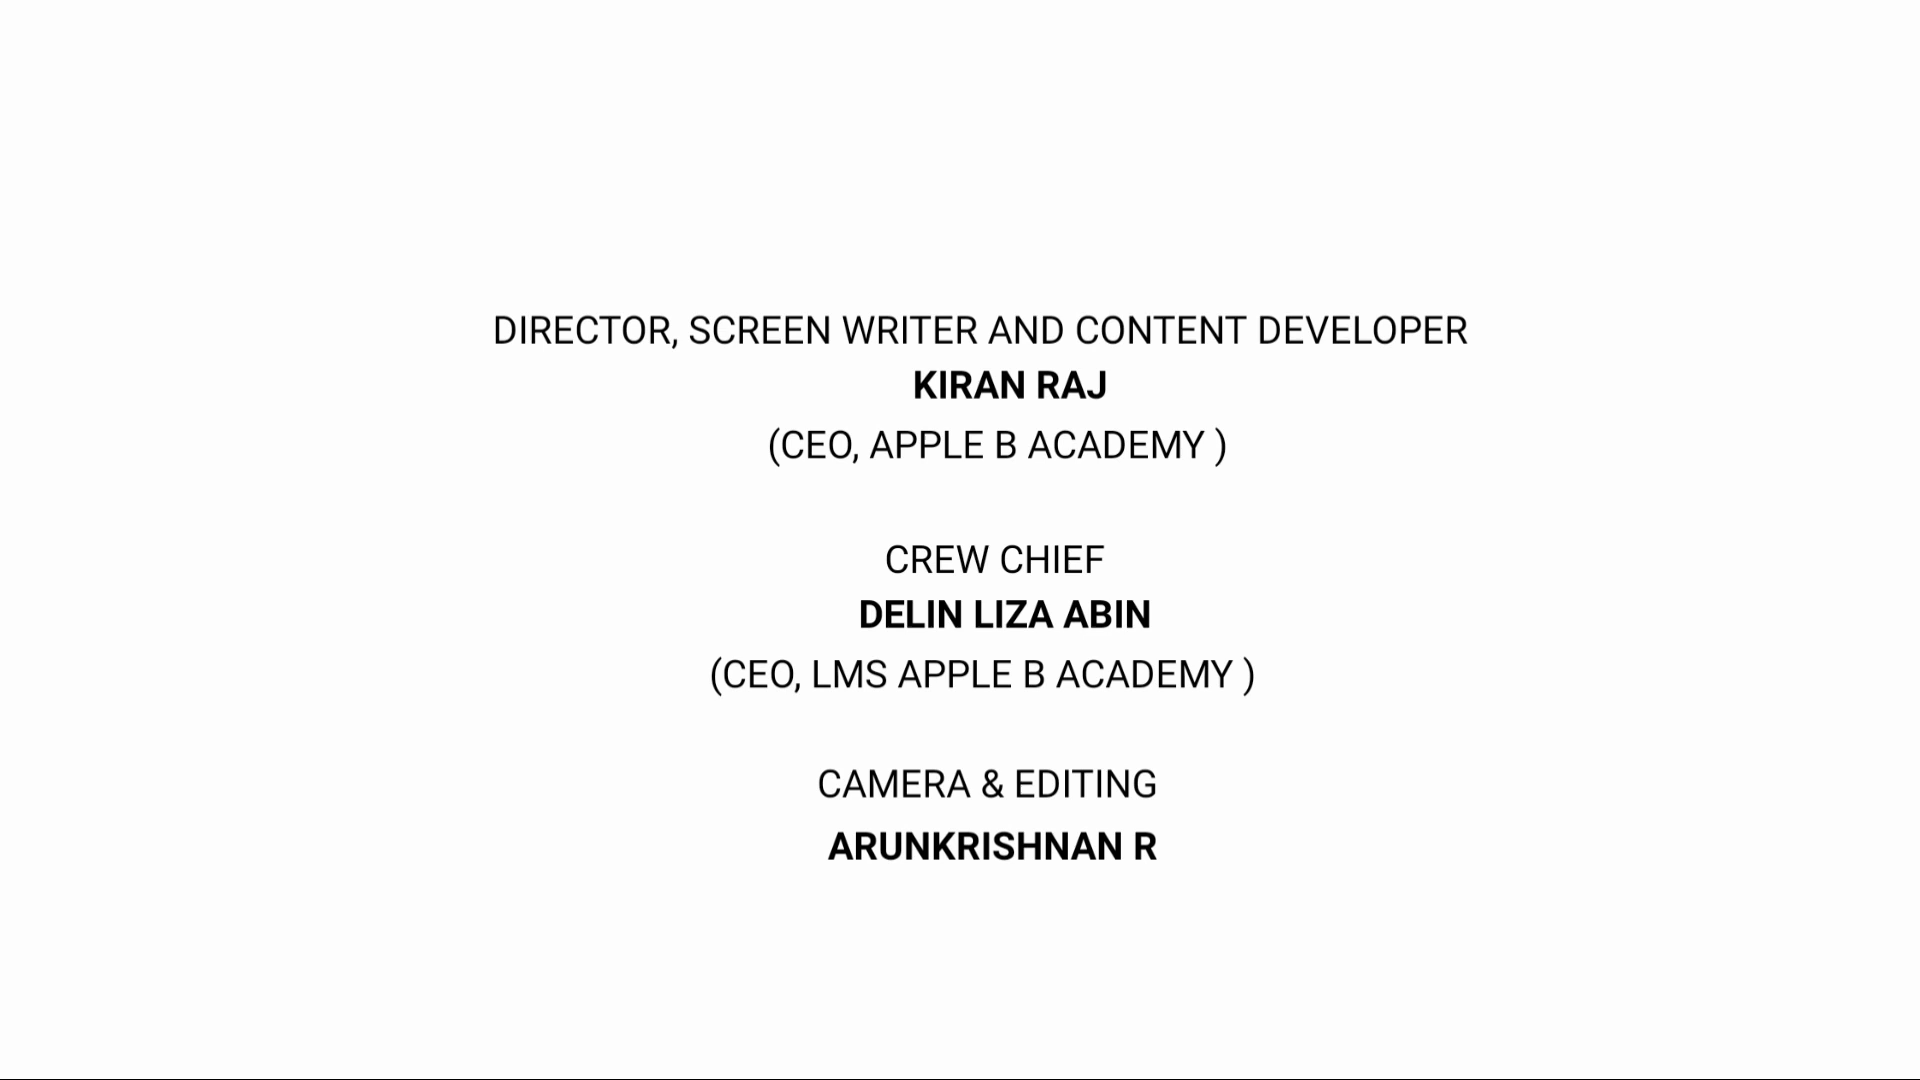 DIRECTOR, SCREEN WRITER AND CONTENT DEVELOPER
KIRAN RAJ
(CEO, APPLE B ACADEMY )
CREW CHIEF
DELIN LIZA ABIN
(CEO, LMS APPLE B ACADEMY )
CAMERA & EDITING
ARUNKRISHNAN R